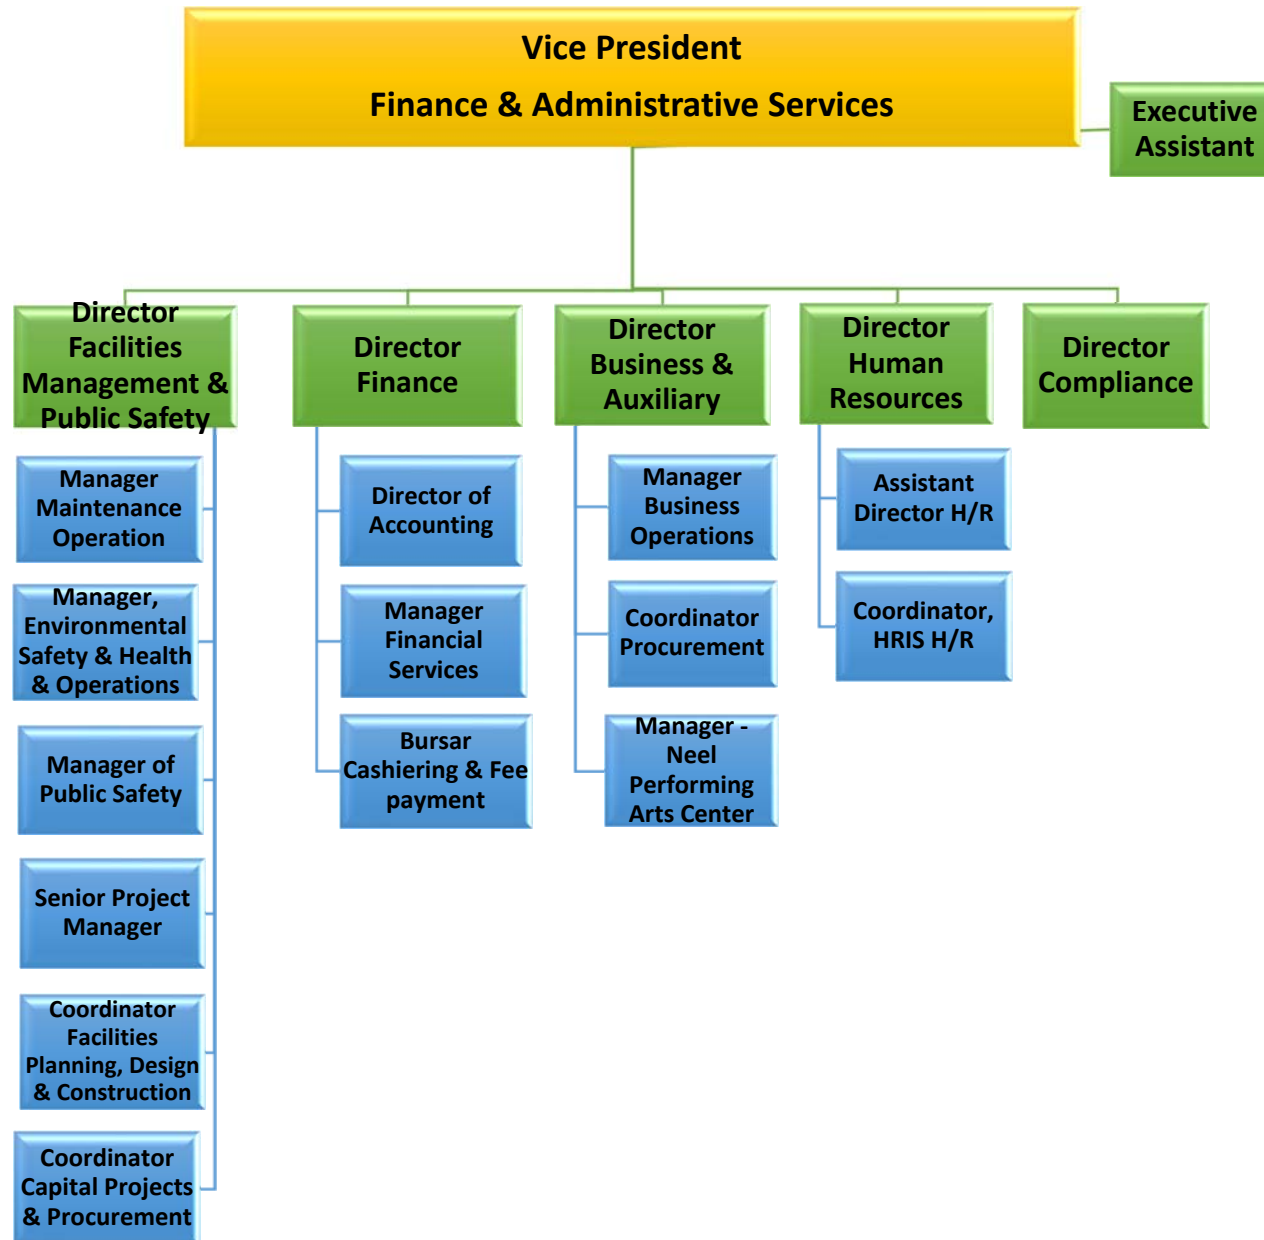 Vice President
Finance & Administrative Services
Executive
Assistant
Director
Facilities
Management &
Public Safety
Director
Finance
Director
Business &
Auxiliary
Director
Human
Resources
Director
Compliance
Manager
Maintenance
Operation
Manager,
Environmental
Safety & Health
& Operations
Manager of
Public Safety
Senior Project
Manager
Coordinator
Facilities
Planning, Design
& Construction
Coordinator
Capital Projects
& Procurement
Director of
Accounting
Manager
Financial
Services
Bursar
Cashiering & Fee
payment
Manager
Business
Operations
Coordinator
Procurement
Manager -
Neel
Performing
Arts Center
Assistant
Director H/R
Coordinator,
HRIS H/R